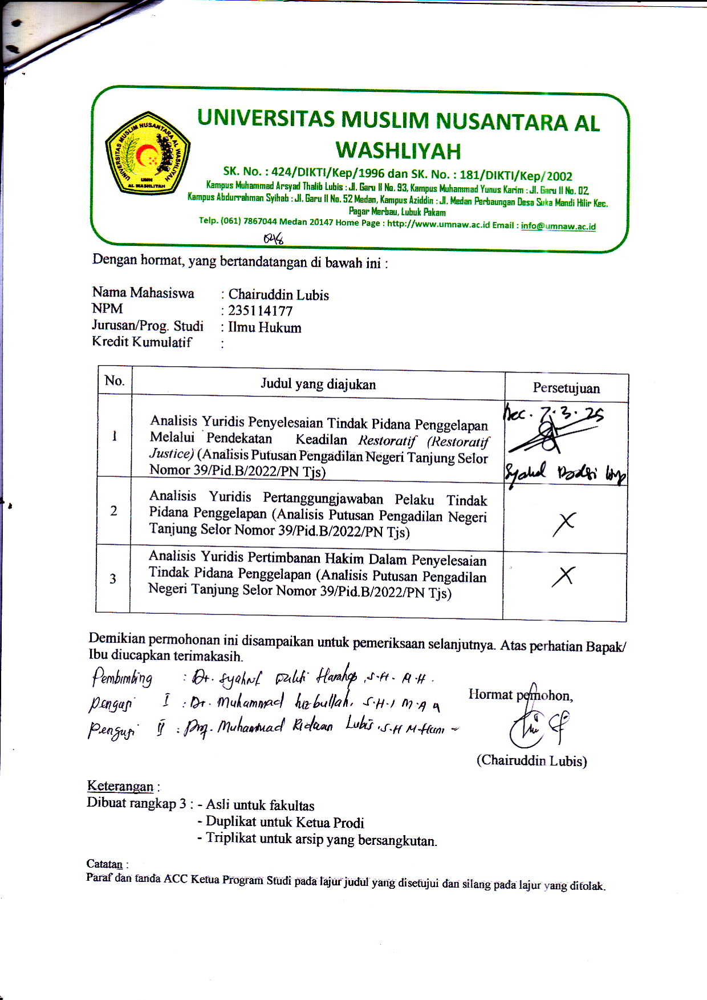 UNIVERSITAS MUSLIM NUSANTARA AL WASHLIYAH
UMN
AL WASHLIYAH
UNIVERSITAS MUSLIM NUSANTARA AL
WASHLIYAH
SK. No. : 424/DIKTI/Kep/1996 dan SK. No. : 181/DIKTI/Kep/2002
Kampus Muhammad Arsyad Thalib Lubis : Jl. Garu II No. 93, Kampus Muhammad Yunus Karim : Jl. Garu II No. 02,
Kampus Abdurrahman Syihab : Jl. Garu II No. 52 Medan, Kampus Aziddin : Jl. Medan Perbaungan Desa Suka Mandi Hilir Kec.
Pagar Merbau, Lubuk Pakam
Telp. (061) 7867044 Medan 20147 Home Page : http://www.umnaw.ac.id Email : info@umnaw.ac.id
048
Dengan hormat, yang bertandatangan di bawah ini :
Nama Mahasiswa : Chairuddin Lubis
NPM : 235114177
Jurusan/Prog. Studi : Ilmu Hukum
Kredit Kumulatif :
No. Judul yang diajukan Persetujuan
1
Analisis Yuridis Penyelesaian Tindak Pidana Penggelapan
Melalui Pendekatan Keadilan Restoratif (Restoratif
Justice) (Analisis Putusan Pengadilan Negeri Tanjung Selor
Nomor 39/Pid.B/2022/PN Tjs)
Acc. 7.3.25
2
Analisis Yuridis Pertanggungjawaban Pelaku Tindak
Pidana Penggelapan (Analisis Putusan Pengadilan Negeri
Tanjung Selor Nomor 39/Pid.B/2022/PN Tjs)
X
3
Analisis Yuridis Pertimbanan Hakim Dalam Penyelesaian
Tindak Pidana Penggelapan (Analisis Putusan Pengadilan
Negeri Tanjung Selor Nomor 39/Pid.B/2022/PN Tjs)
X
Demikian permohonan ini disampaikan untuk pemeriksaan selanjutnya. Atas perhatian Bapak/
Ibu diucapkan terimakasih.
Pembimbing : Dr. Harahap, S.H. M.H.
Penguji I : Dr. Muhammad hizbullah, S.H.I M.A
Penguji II : Muhammad Ridwan Lubis, S.H M.Hum
Hormat pemohon,
(Chairuddin Lubis)
Keterangan :
Dibuat rangkap 3 : - Asli untuk fakultas
- Duplikat untuk Ketua Prodi
- Triplikat untuk arsip yang bersangkutan.
Catatan :
Paraf dan tanda ACC Ketua Program Studi pada lajur judul yang disetujui dan silang pada lajur yang ditolak.